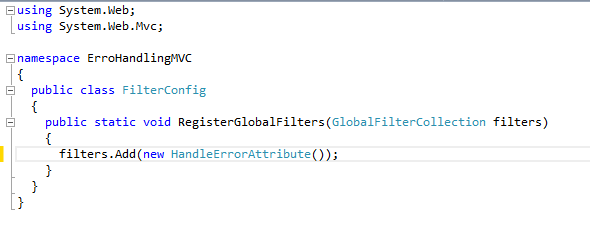 using System.Web;
using System.Web.Mvc;
namespace ErroHandlingMVC
{
public class FilterConfig
{
public static void RegisterGlobalFilters(GlobalFilterCollection filters)
{
filters.Add(new HandleErrorAttribute());
}
}
}